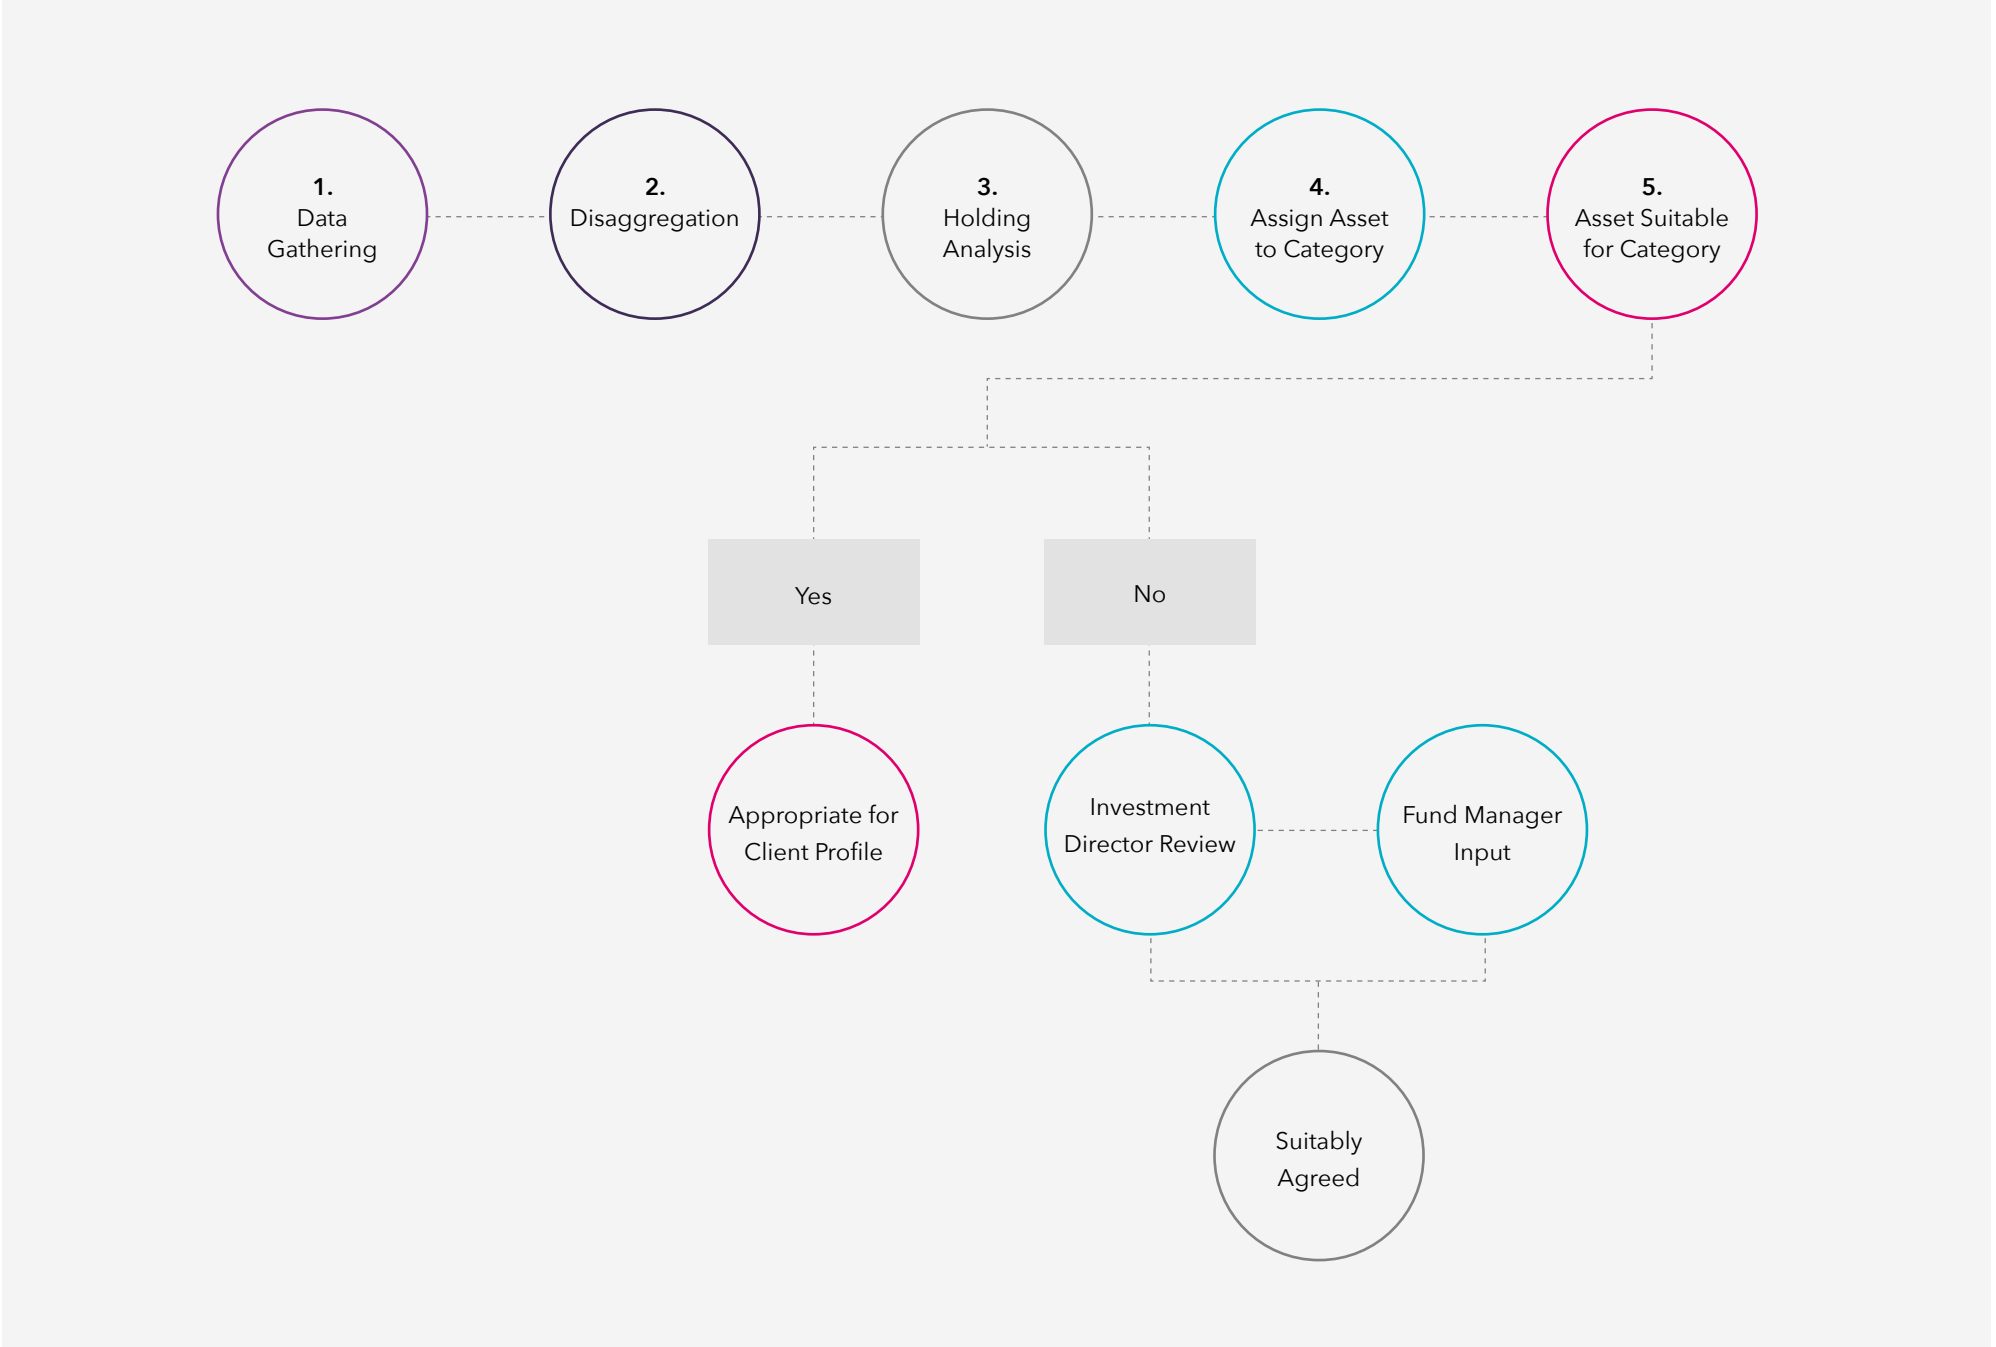 1.
Data
Gathering
2.
Disaggregation
3.
Holding
Analysis
4.
Assign Asset
to Category
5.
Asset Suitable
for Category
Yes
No
Appropriate for
Client Profile
Investment
Director Review
Fund Manager
Input
Suitably
Agreed